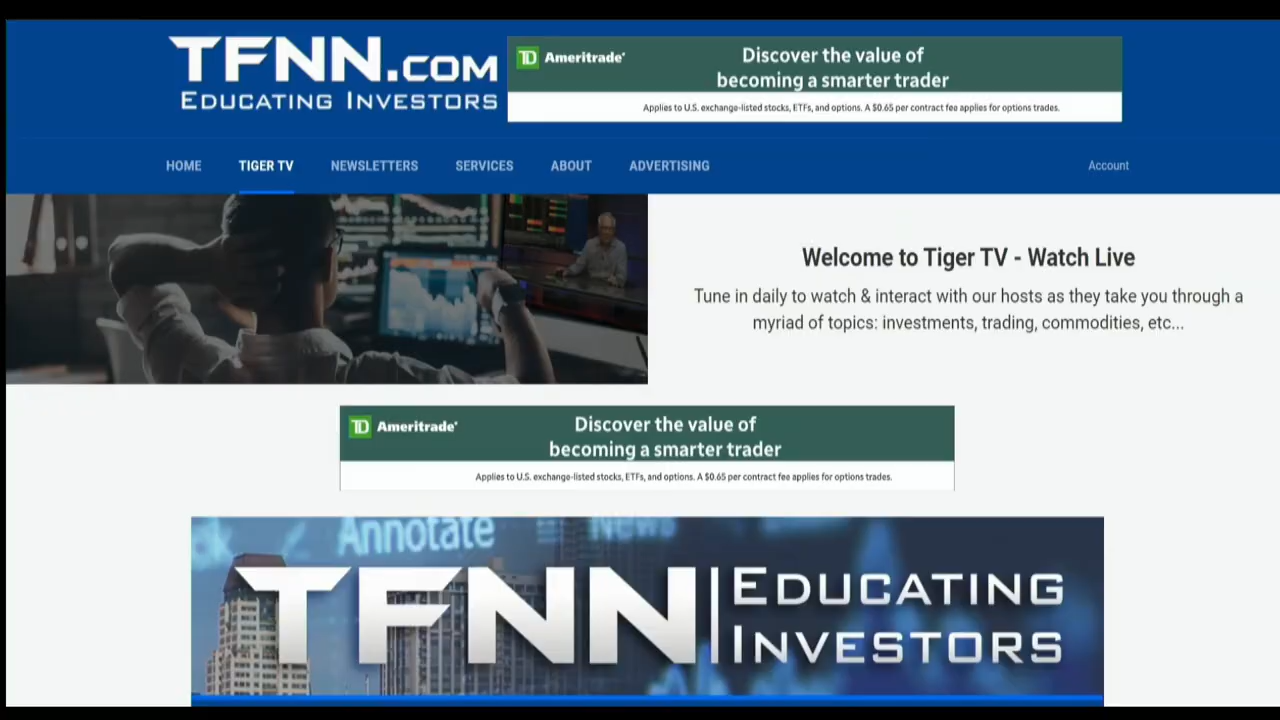 TFNN.COM
EDUCATING INVESTORS
TD Ameritrade
Discover the value of
becoming a smarter trader
Applies to U.S. exchange-listed stocks, ETFs, and options. A $0.65 per contract fee applies for options trades.
HOME TIGER TV NEWSLETTERS SERVICES ABOUT ADVERTISING Account
Welcome to Tiger TV - Watch Live
Tune in daily to watch & interact with our hosts as they take you through a
myriad of topics: investments, trading, commodities, etc...
TD Ameritrade
Discover the value of
becoming a smarter trader
Applies to U.S. exchange-listed stocks, ETFs, and options. A $0.65 per contract fee applies for options trades.
Annotate News
TFNN EDUCATING
INVESTORS